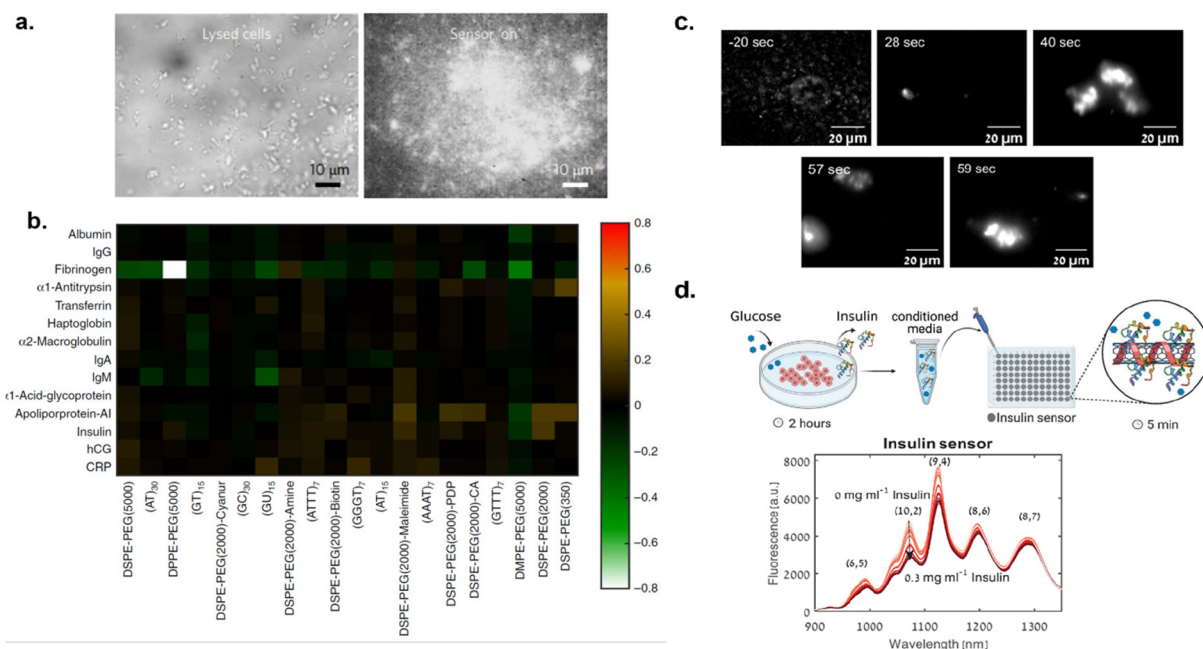 a.
Lysed cells
10 µm
Sensor 'on'
10 µm
b.
Albumin
IgG
Fibrinogen
α1-Antitrypsin
Transferrin
Haptoglobin
α2-Macroglobulin
IgA
IgM
α1-Acid-glycoprotein
Apoliporprotein-AI
Insulin
hCG
CRP
DSPE-PEG(5000)
(AT)30
DPPE-PEG(5000)
(GT)15
DSPE-PEG(2000)-Cyanur
(GC)30
(GU)15
DSPE-PEG(2000)-Amine
(ATTT)7
DSPE-PEG(2000)-Biotin
(GGGT)7
(AT)15
DSPE-PEG(2000)-Maleimide
(AAAT)7
DSPE-PEG(2000)-PDP
DSPE-PEG(2000)-CA
(GTTT)7
DMPE-PEG(5000)
DSPE-PEG(2000)
DSPE-PEG(350)
0.8
0.6
0.4
0.2
0
−0.2
−0.4
−0.6
−0.8
c.
-20 sec
20 µm
28 sec
20 µm
40 sec
20 µm
57 sec
20 µm
59 sec
20 µm
d.
Glucose
Insulin
conditioned
media
2 hours
Insulin sensor
5 min
Insulin sensor
Fluorescence [a.u.]
8000
6000
4000
2000
0
(6,5)
(10,2)
(9,4)
(8,6)
(8,7)
0 mg ml⁻¹ Insulin
0.3 mg ml⁻¹ Insulin
900
1000
1100
1200
1300
Wavelength [nm]